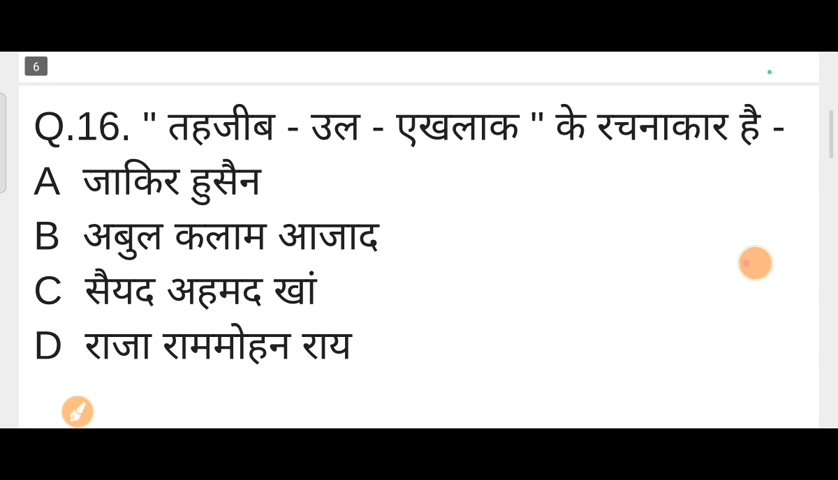 6
Q.16. " तहजीब - उल - एखलाक " के रचनाकार है -
A जाकिर हुसैन
B अबुल कलाम आजाद
C सैयद अहमद खां
D राजा राममोहन राय